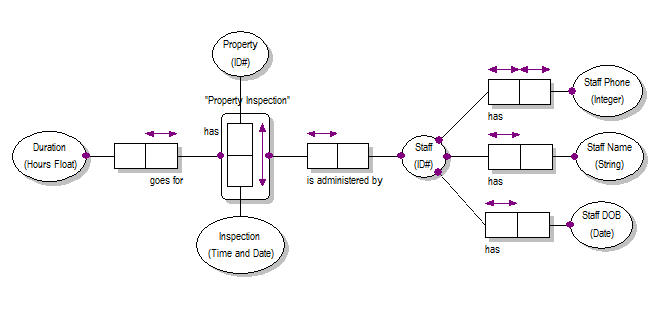 Property
(ID#)
"Property Inspection"
has
Duration
(Hours Float)
goes for
Inspection
(Time and Date)
is administered by
Staff
(ID#)
has
Staff Phone
(Integer)
has
Staff Name
(String)
has
Staff DOB
(Date)